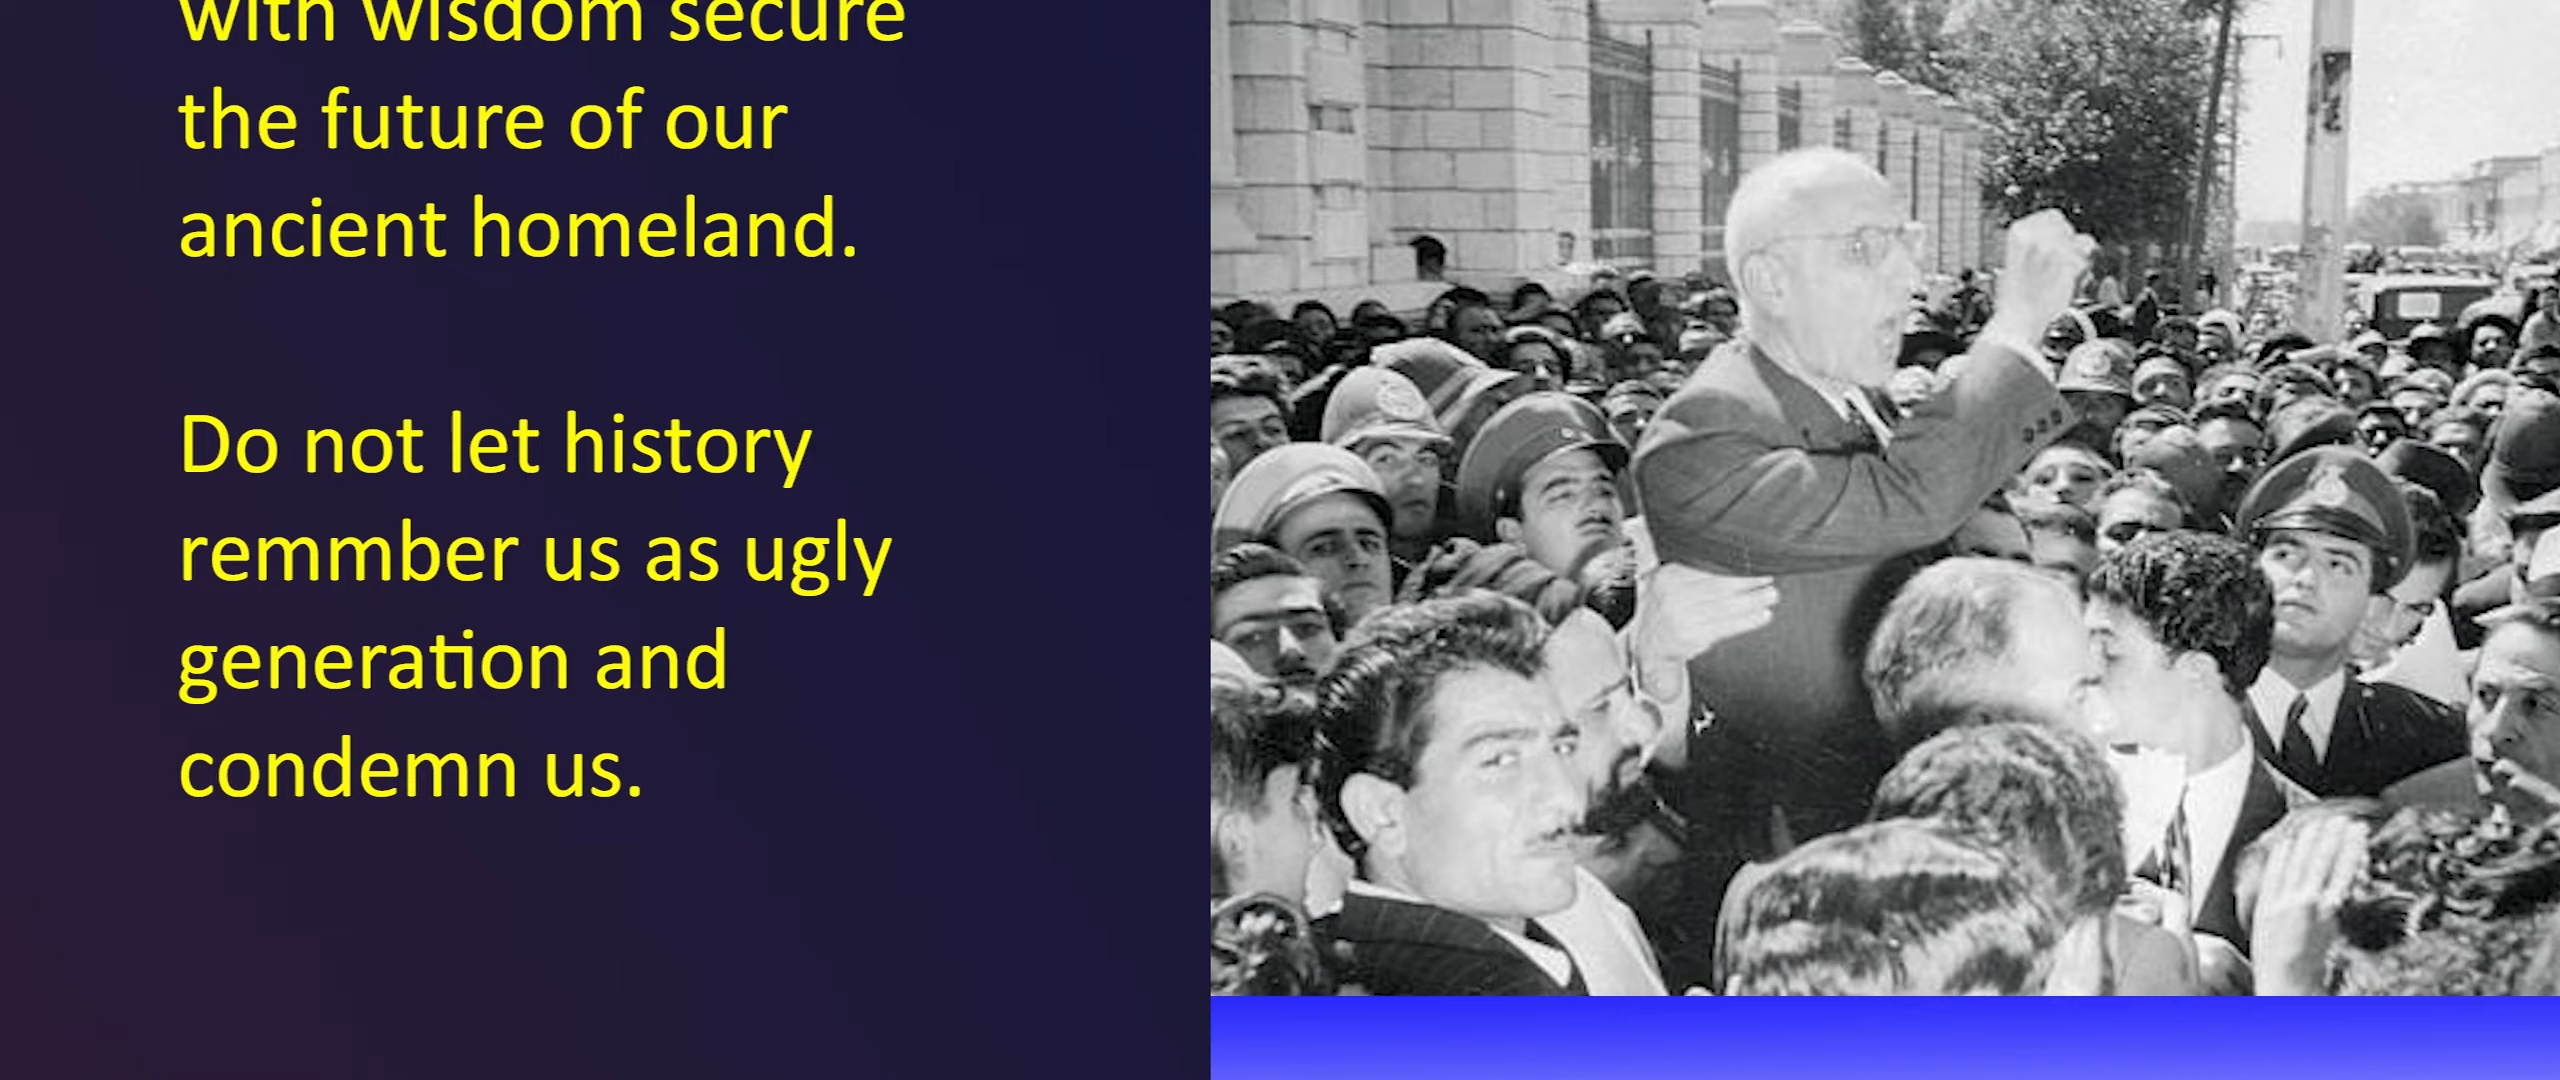 with wisdom secure
the future of our
ancient homeland.
Do not let history
remmber us as ugly
generation and
condemn us.